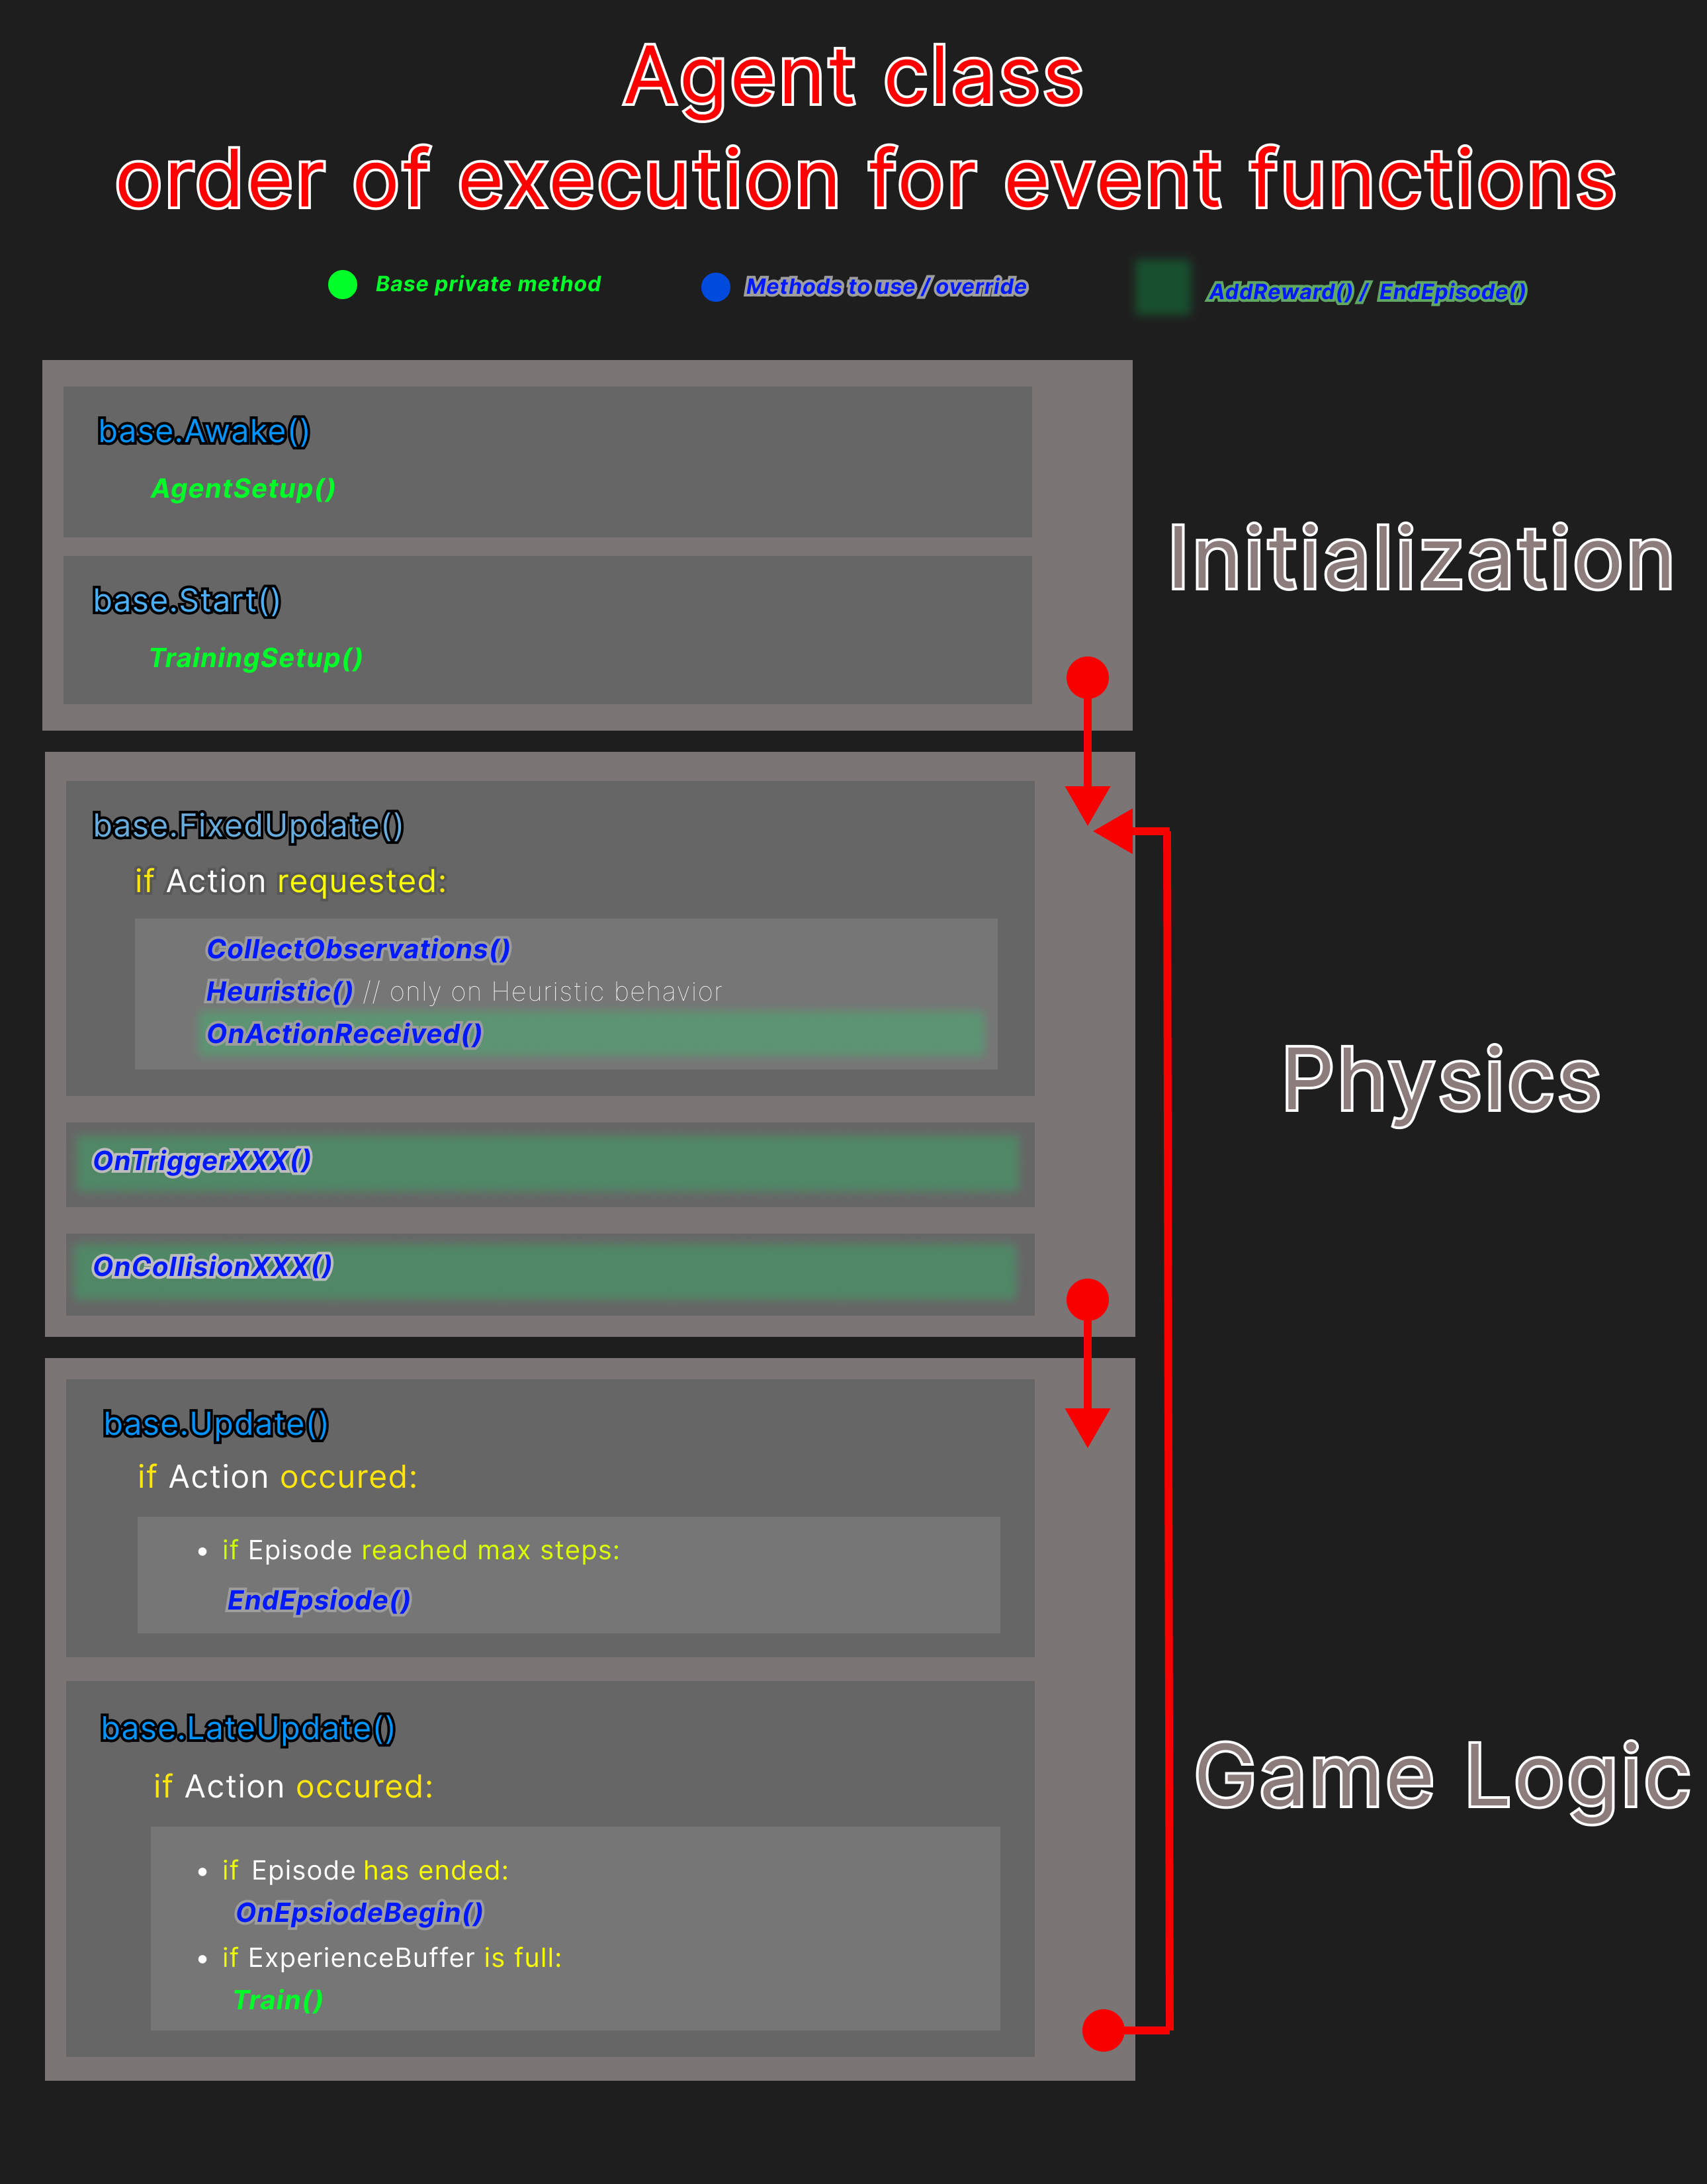 Agent class
order of execution for event functions
Base private method
Methods to use / override
AddReward() / EndEpisode()
base.Awake()
AgentSetup()
base.Start()
TrainingSetup()
Initialization
base.FixedUpdate()
if Action requested:
CollectObservations()
Heuristic() // only on Heuristic behavior
OnActionReceived()
OnTriggerXXX()
OnCollisionXXX()
Physics
base.Update()
if Action occured:
• if Episode reached max steps:
EndEpsiode()
base.LateUpdate()
if Action occured:
• if Episode has ended:
OnEpsiodeBegin()
• if ExperienceBuffer is full:
Train()
Game Logic